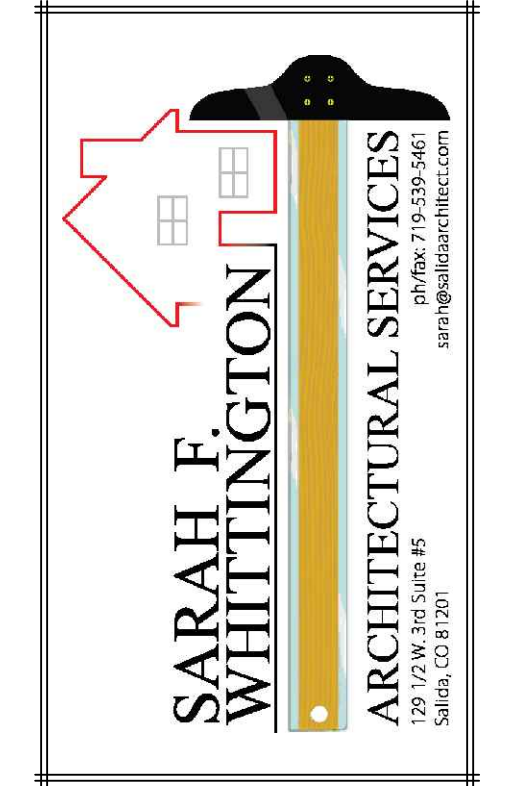 SARAH F.
WHITTINGTON
ARCHITECTURAL SERVICES
129 1/2 W. 3rd Suite #5
Salida, CO 81201
ph/fax: 719-539-5461
sarah@salidaarchitect.com